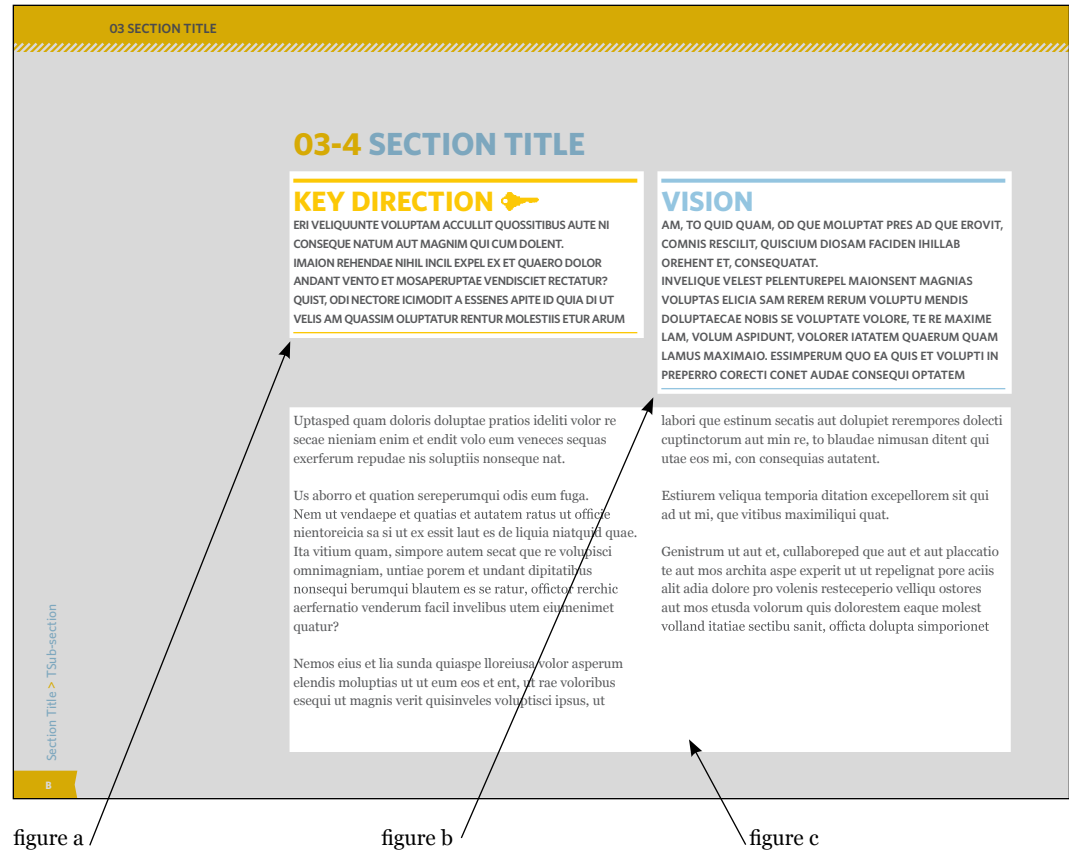 03 SECTION TITLE
03-4 SECTION TITLE
KEY DIRECTION
ERI VELIQUUNTE VOLUPTAM ACCULLIT QUOSSITIBUS AUTE NI
CONSEQUE NATUM AUT MAGNIM QUI CUM DOLENT.
IMAION REHENDAE NIHIL INCIL EXPEL EX ET QUAERO DOLOR
ANDANT VENTO ET MOSAPERUPTAE VENDISCIET RECTATUR?
QUIST, ODI NECTORE ICIMODIT A ESSENES APITE ID QUIA DI UT
VELIS AM QUASSIM OLUPTATUR RENTUR MOLESTIIS ETUR ARUM
VISION
AM, TO QUID QUAM, OD QUE MOLUPTAT PRES AD QUE EROVIT,
COMNIS RESCILIT, QUISCIUM DIOSAM FACIDEN IHILLAB
OREHENT ET, CONSEQUATAT.
INVELIQUE VELEST PELENTUREPEL MAIONSENT MAGNIAS
VOLUPTAS ELICIA SAM REREM RERUM VOLUPTU MENDIS
DOLUPTAECAE NOBIS SE VOLUPTATE VOLORE, TE RE MAXIME
LAM, VOLUM ASPIDUNT, VOLORER IATATEM QUAERUM QUAM
LAMUS MAXIMAIO. ESSIMPERUM QUO EA QUIS ET VOLUPTI IN
PREPERRO CORECTI CONET AUDAE CONSEQUI OPTATEM
Uptasped quam doloris doluptae pratios ideliti volor re
secae nieniam enim et endit volo eum veneces sequas
exerferum repudae nis soluptiis nonseque nat.
Us aborro et quation sereperumqui odis eum fuga.
Nem ut vendaepe et quatias et autatem ratus ut officie
nientoreicia sa si ut ex essit laut es de liquia niatquid quae.
Ita vitium quam, simpore autem secat que re volupisci
omnimagniam, untiae porem et undant dipitatibus
nonsequi berumqui blautem es se ratur, offictor rerchic
aerfernatio venderum facil invelibus utem eiumenimet
quatur?
Nemos eius et lia sunda quiaspe lloreiusa volor asperum
elendis moluptias ut ut eum eos et ent, ut rae voloribus
esequi ut magnis verit quisinveles voluptisci ipsus, ut
labori que estinum secatis aut dolupiet rerempores dolecti
cuptinctorum aut min re, to blaudae nimusan ditent qui
utae eos mi, con consequias autatent.
Estiurem veliqua temporia ditation excepellorem sit qui
ad ut mi, que vitibus maximiliqui quat.
Genistrum ut aut et, cullaboreped que aut et aut placcatio
te aut mos archita aspe experit ut ut repelignat pore aciis
alit adia dolore pro volenis resteceperio velliqu ostores
aut mos etusda volorum quis dolorestem eaque molest
volland itatiae sectibu sanit, officta dolupta simporionet
Section Title > TSub-section
B
figure a
figure b
figure c